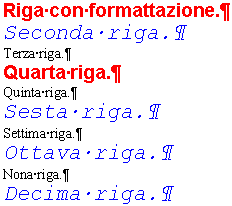 Riga·con·formattazione.¶
Seconda·riga.¶
Terza·riga.¶
Quarta·riga.¶
Quinta·riga.¶
Sesta·riga.¶
Settima·riga.¶
Ottava·riga.¶
Nona·riga.¶
Decima·riga.¶